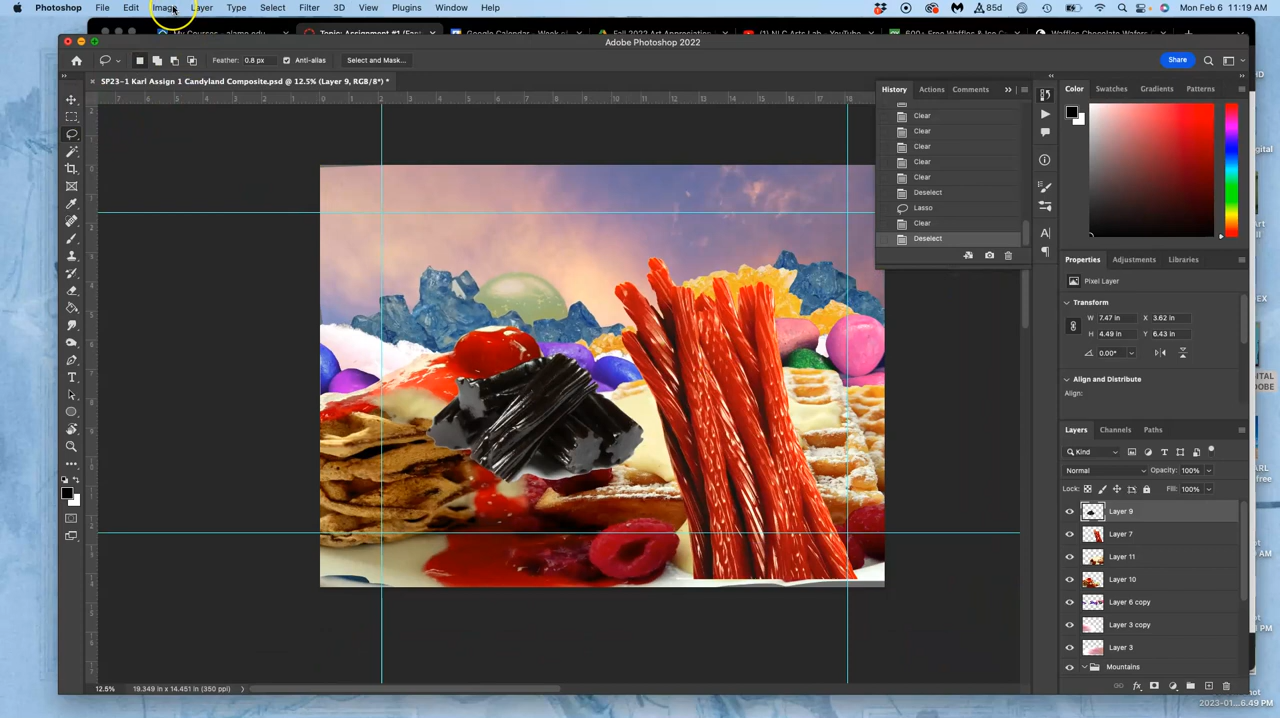 Photoshop File Edit Image Layer Type Select Filter 3D View Plugins Window Help 85d Mon Feb 6 11:19 AM
Adobe Photoshop 2022
Feather: 0.8 px Anti-alias Select and Mask... Share
SP23-1 Karl Assign 1 Candyland Composite.psd @ 12.5% (Layer 9, RGB/8*) *
History Actions Comments
Color Swatches Gradients Patterns
Clear
Clear
Clear
Clear
Clear
Deselect
Lasso
Clear
Deselect
Properties Adjustments Libraries
Pixel Layer
Transform
W 7.47 in X 3.62 in
H 4.49 in Y 6.43 in
0.00°
Align and Distribute
Align:
Layers Channels Paths
Kind
Normal Opacity: 100%
Lock: Fill: 100%
Layer 9
Layer 7
Layer 11
Layer 10
Layer 6 copy
Layer 3 copy
Layer 3
Mountains
12.5% 19.349 in x 14.451 in (350 ppi)